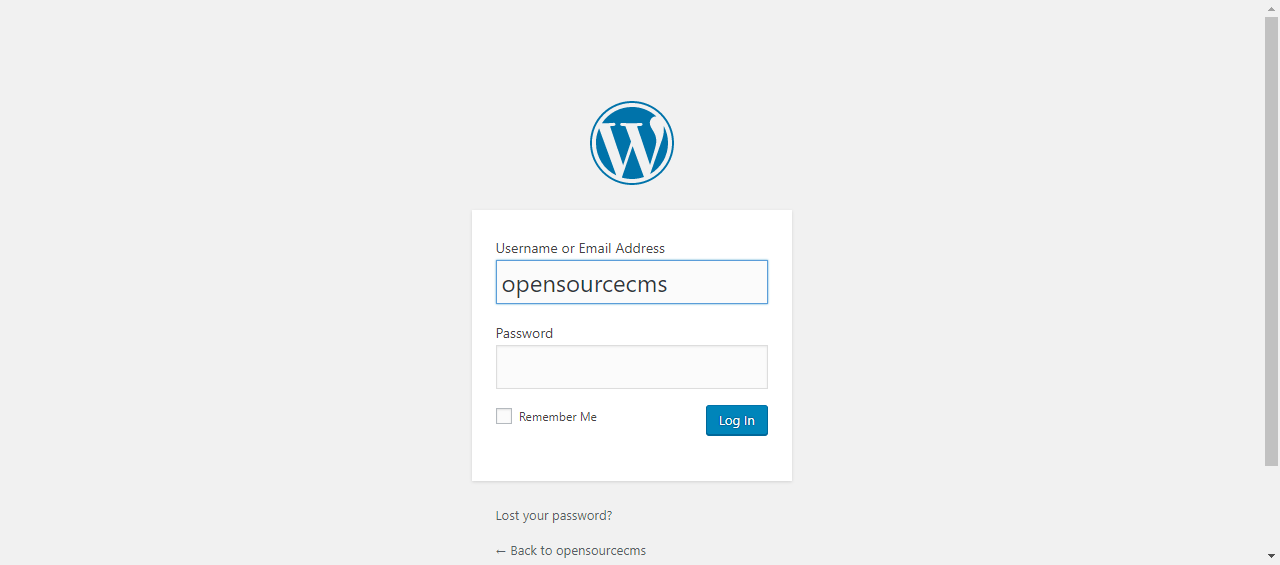 Username or Email Address
opensourcecms
Password
Remember Me
Log In
Lost your password?
← Back to opensourcecms